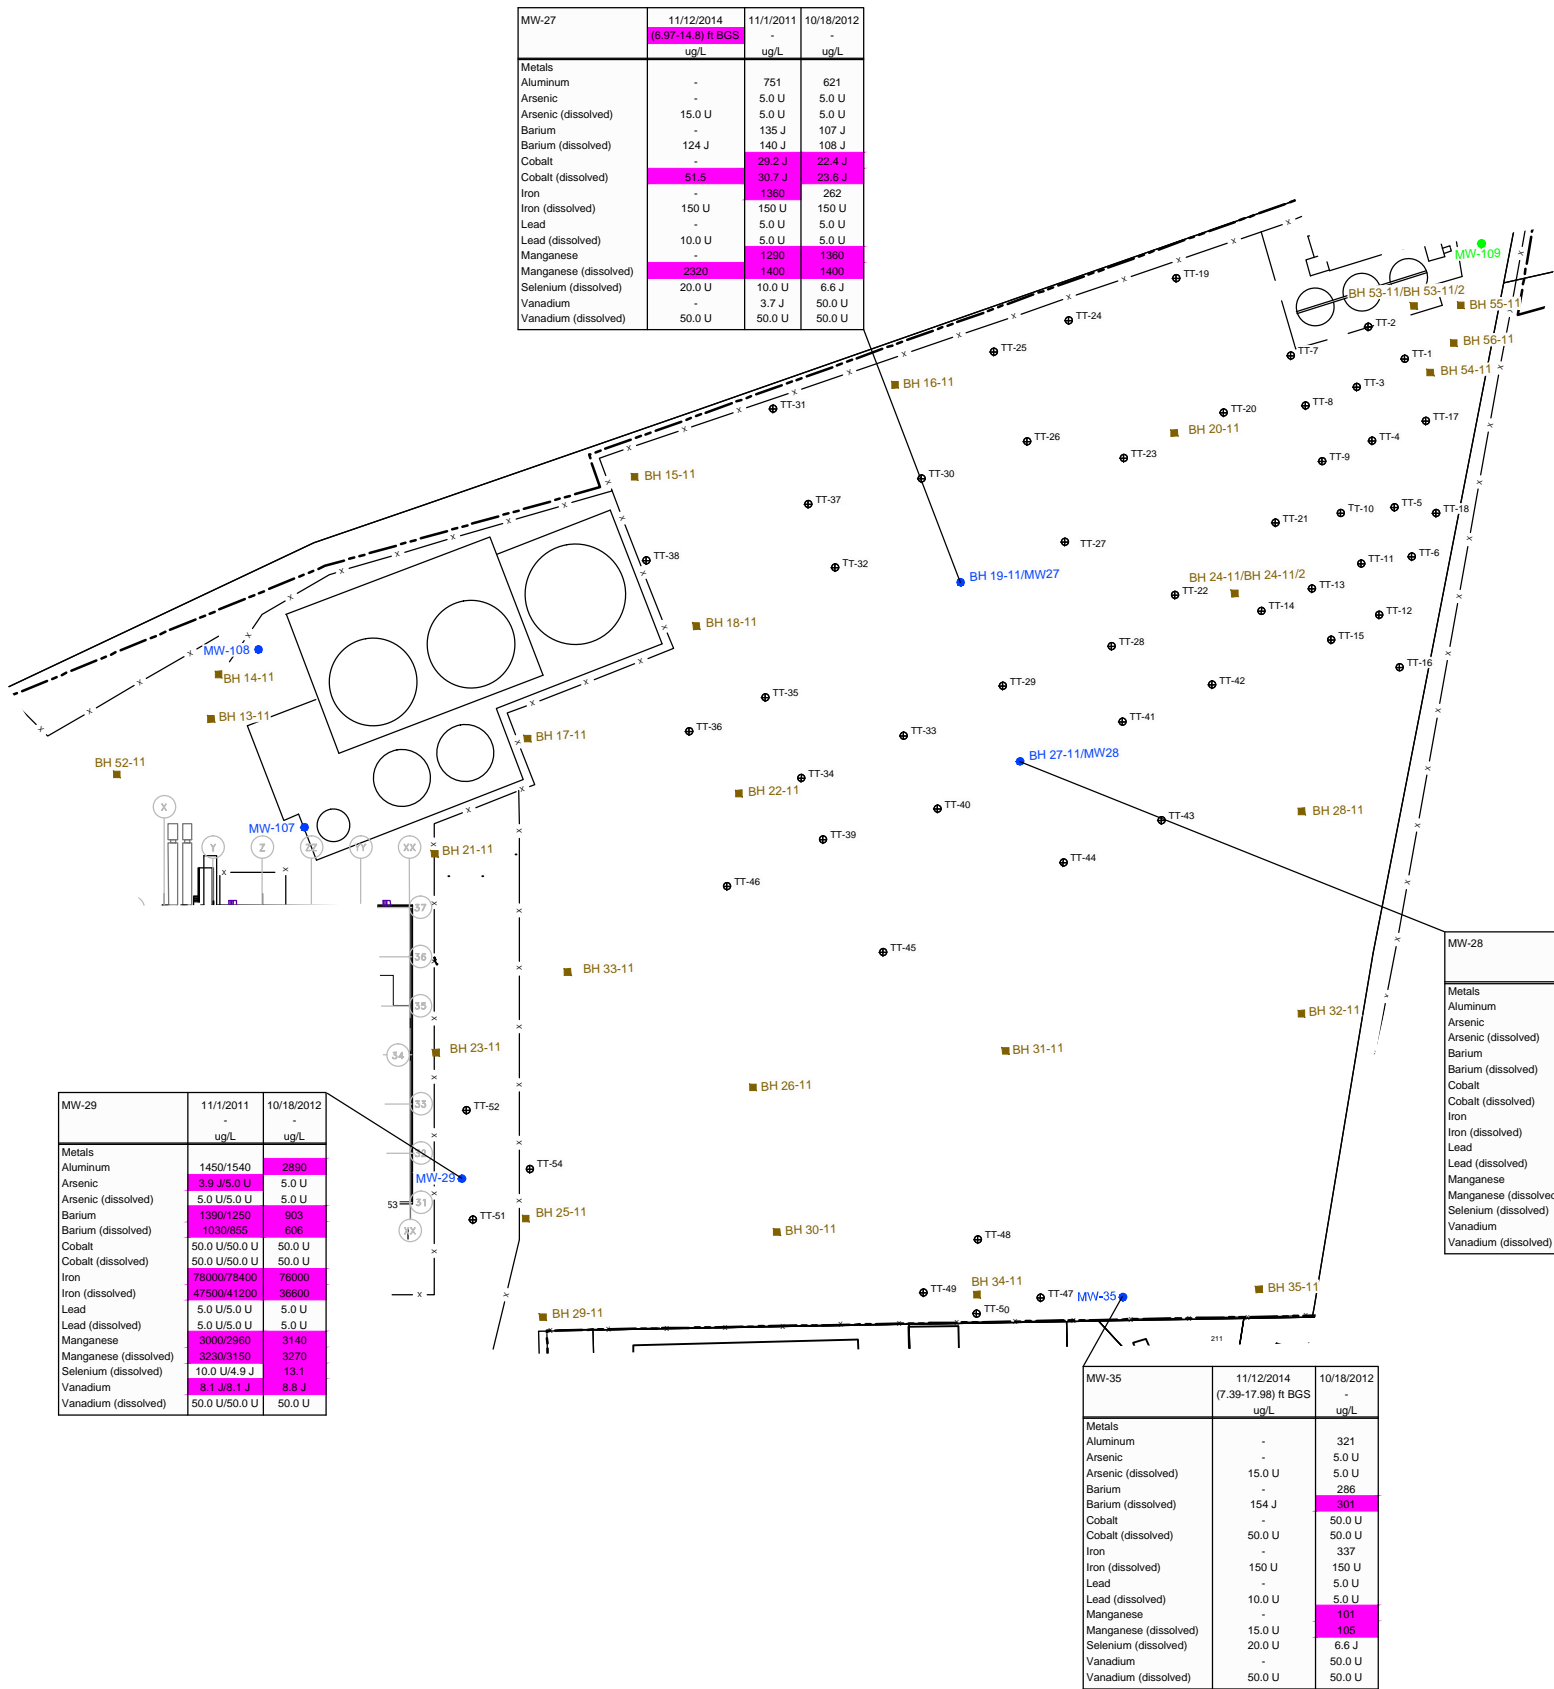 MW-27 11/12/2014 11/1/2011 10/18/2012
(6.97-14.8) ft BGS - -
ug/L ug/L ug/L
Metals
Aluminum - 751 621
Arsenic - 5.0 U 5.0 U
Arsenic (dissolved) 15.0 U 5.0 U 5.0 U
Barium - 135 J 107 J
Barium (dissolved) 124 J 140 J 108 J
Cobalt - 29.2 J 22.4 J
Cobalt (dissolved) 51.5 30.7 J 23.6 J
Iron - 1360 262
Iron (dissolved) 150 U 150 U 150 U
Lead - 5.0 U 5.0 U
Lead (dissolved) 10.0 U 5.0 U 5.0 U
Manganese - 1290 1360
Manganese (dissolved) 2320 1400 1400
Selenium (dissolved) 20.0 U 10.0 U 6.6 J
Vanadium - 3.7 J 50.0 U
Vanadium (dissolved) 50.0 U 50.0 U 50.0 U
MW-109
TT-19
BH 53-11/BH 53-11/2
BH 55-11
TT-24
TT-2
BH 56-11
TT-25
TT-7
TT-1
BH 54-11
BH 16-11
TT-3
TT-31
TT-8
TT-20
TT-17
BH 20-11
TT-26
TT-4
TT-23
TT-9
BH 15-11
TT-30
TT-37
TT-5
TT-10
TT-18
TT-21
TT-27
TT-38
TT-32
TT-11
TT-6
BH 19-11/MW27
BH 24-11/BH 24-11/2
TT-22
TT-13
TT-14
TT-12
BH 18-11
TT-15
TT-28
MW-108
TT-16
BH 14-11
TT-29
TT-42
TT-35
BH 13-11
TT-41
TT-36
TT-33
BH 17-11
BH 27-11/MW28
BH 52-11
TT-34
BH 22-11
X
TT-40
BH 28-11
TT-43
MW-107
TT-39
Y Z ZZ YY XX
BH 21-11
TT-44
TT-46
37
MW-28
TT-45
36
BH 33-11
Metals
Aluminum
35
BH 32-11
Arsenic
Arsenic (dissolved)
BH 23-11
34
BH 31-11
Barium
Barium (dissolved)
Cobalt
BH 26-11
Cobalt (dissolved)
33
TT-52
Iron
Iron (dissolved)
Lead
32
Lead (dissolved)
TT-54
Manganese
MW-29
Manganese (dissolved
31
53
Selenium (dissolved)
TT-51
BH 25-11
Vanadium
XX
BH 30-11
TT-48
Vanadium (dissolved)
MW-29 11/1/2011 10/18/2012
- -
ug/L ug/L
Metals
Aluminum 1450/1540 2890
Arsenic 3.9 J/5.0 U 5.0 U
Arsenic (dissolved) 5.0 U/5.0 U 5.0 U
Barium 1390/1250 903
Barium (dissolved) 1030/855 606
Cobalt 50.0 U/50.0 U 50.0 U
Cobalt (dissolved) 50.0 U/50.0 U 50.0 U
Iron 78000/78400 76000
Iron (dissolved) 47500/41200 36600
Lead 5.0 U/5.0 U 5.0 U
Lead (dissolved) 5.0 U/5.0 U 5.0 U
Manganese 3000/2960 3140
Manganese (dissolved) 3230/3150 3270
Selenium (dissolved) 10.0 U/4.9 J 13.1
Vanadium 8.1 J/8.1 J 8.8 J
Vanadium (dissolved) 50.0 U/50.0 U 50.0 U
BH 34-11
BH 35-11
TT-49
TT-47
MW-35
TT-50
BH 29-11
211
MW-35 11/12/2014 10/18/2012
(7.39-17.98) ft BGS -
ug/L ug/L
Metals
Aluminum - 321
Arsenic - 5.0 U
Arsenic (dissolved) 15.0 U 5.0 U
Barium - 286
Barium (dissolved) 154 J 301
Cobalt - 50.0 U
Cobalt (dissolved) 50.0 U 50.0 U
Iron - 337
Iron (dissolved) 150 U 150 U
Lead - 5.0 U
Lead (dissolved) 10.0 U 5.0 U
Manganese - 101
Manganese (dissolved) 15.0 U 105
Selenium (dissolved) 20.0 U 6.6 J
Vanadium - 50.0 U
Vanadium (dissolved) 50.0 U 50.0 U